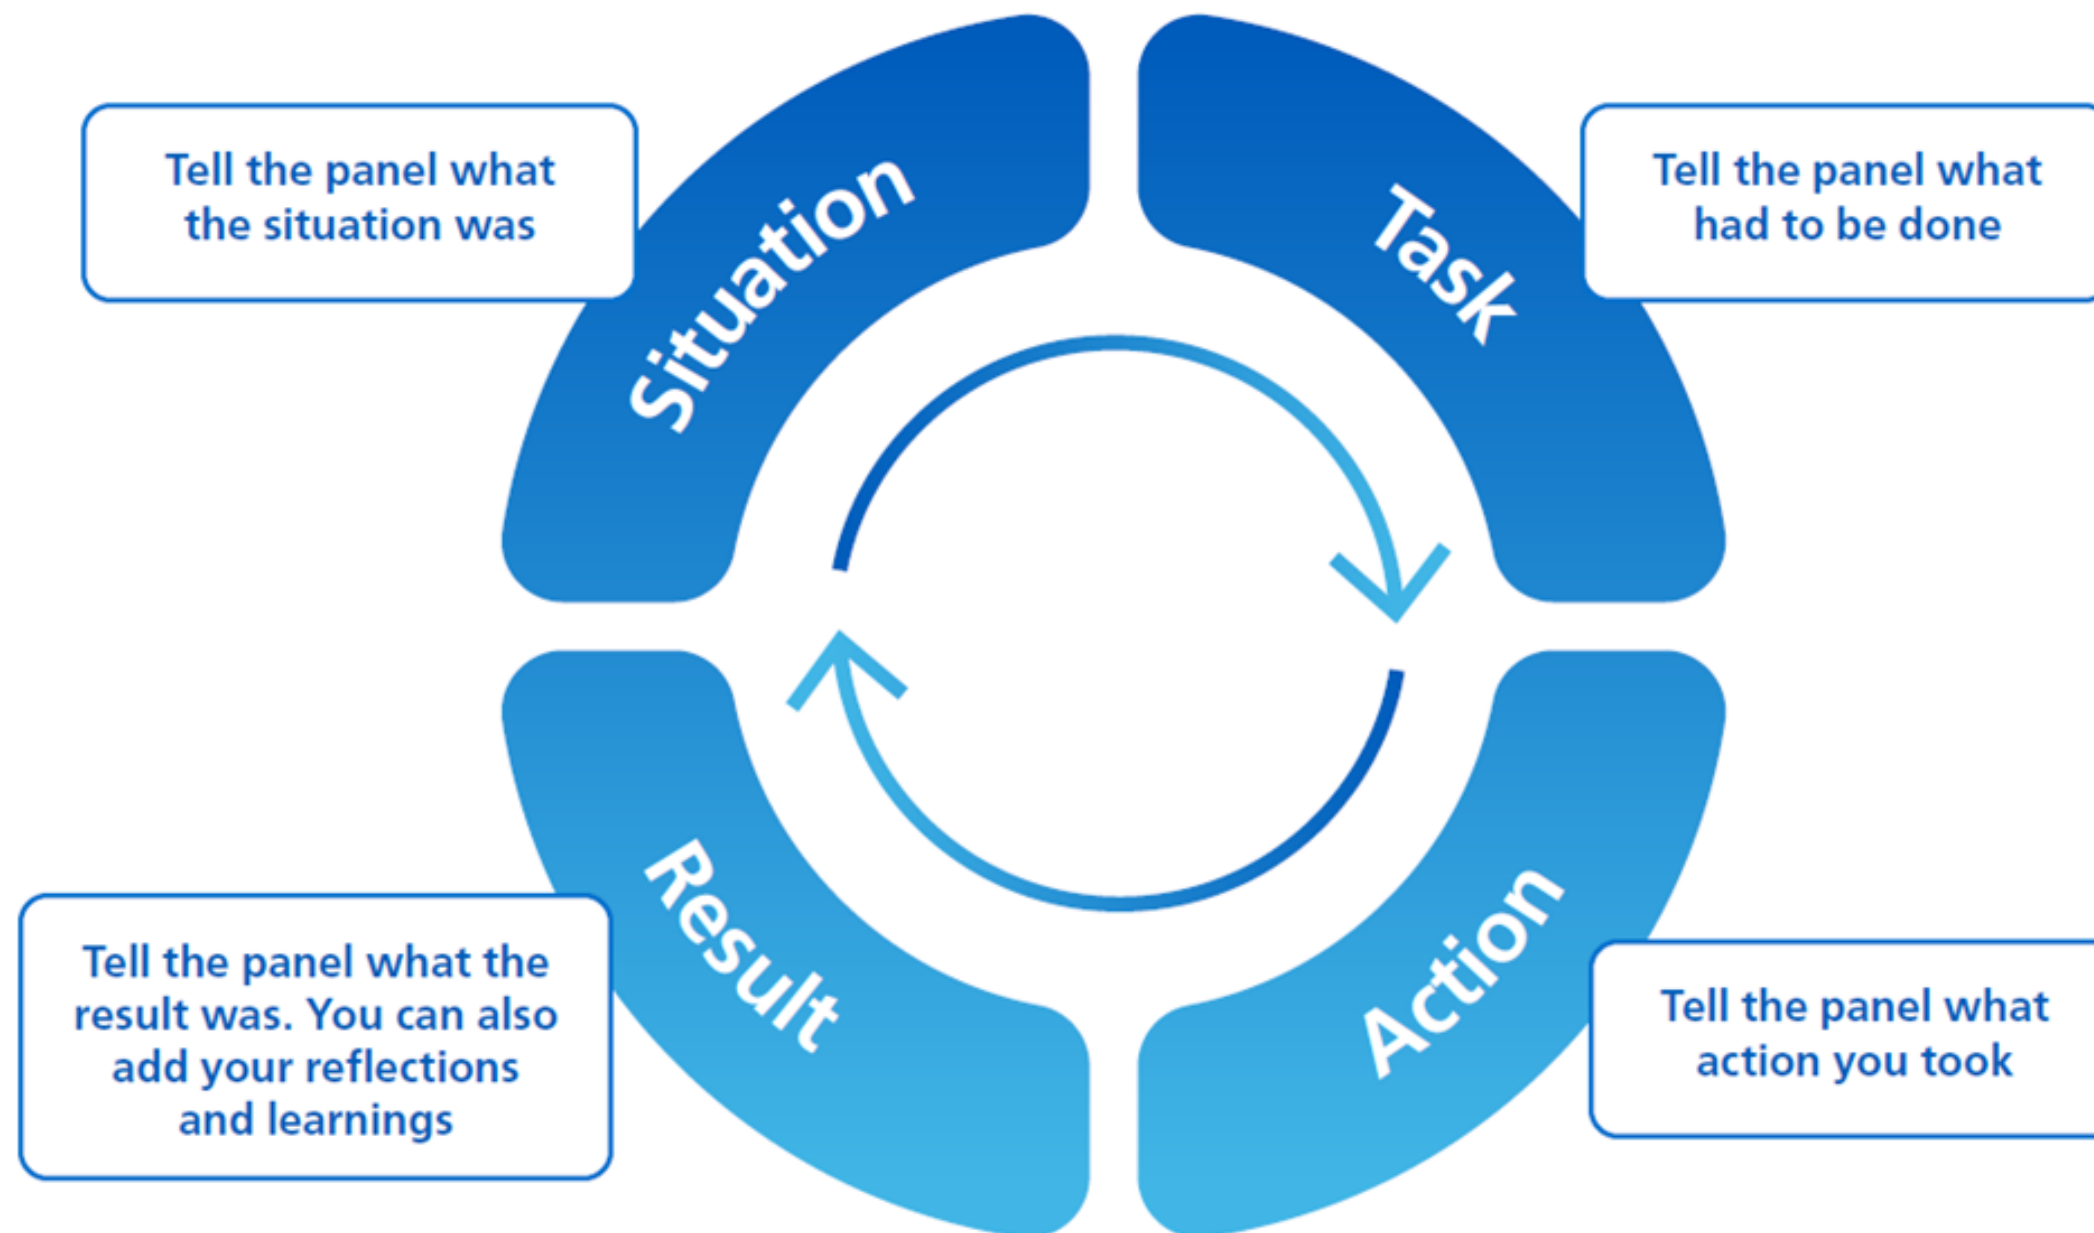 Tell the panel what
the situation was
Situation
Task
Tell the panel what
had to be done
Tell the panel what the
result was. You can also
add your reflections
and learnings
Result
Action
Tell the panel what
action you took